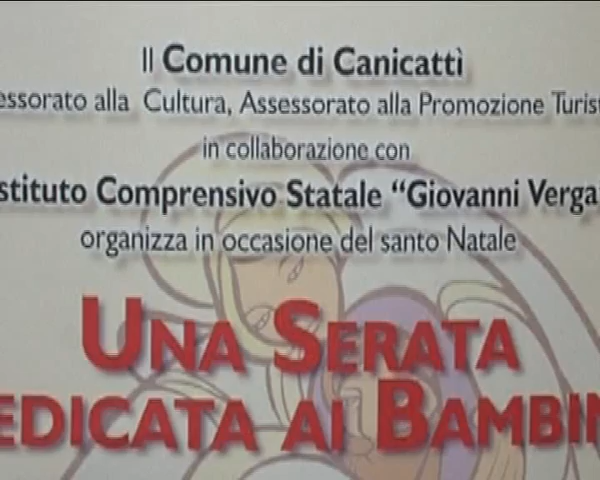 Il Comune di Canicattì
essorato alla Cultura, Assessorato alla Promozione Turist
in collaborazione con
stituto Comprensivo Statale “Giovanni Verga
organizza in occasione del santo Natale
UNA SERATA
EDICATA AI BAMBIN